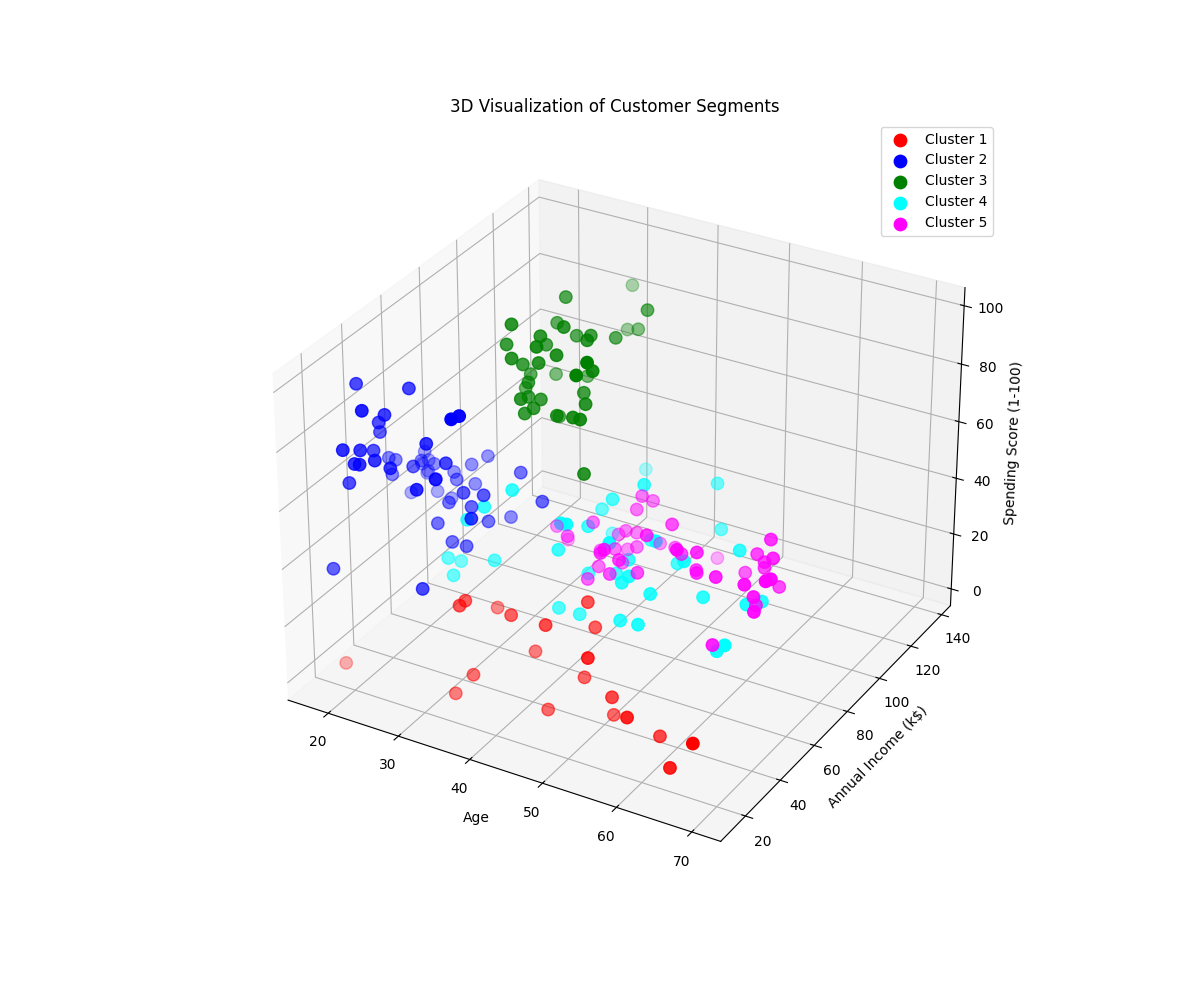 3D Visualization of Customer Segments
Cluster 1
Cluster 2
Cluster 3
Cluster 4
Cluster 5
100
80
60
40
20
0
Spending Score (1-100)
140
120
100
80
60
40
20
Annual Income (k$)
20
30
40
50
60
70
Age